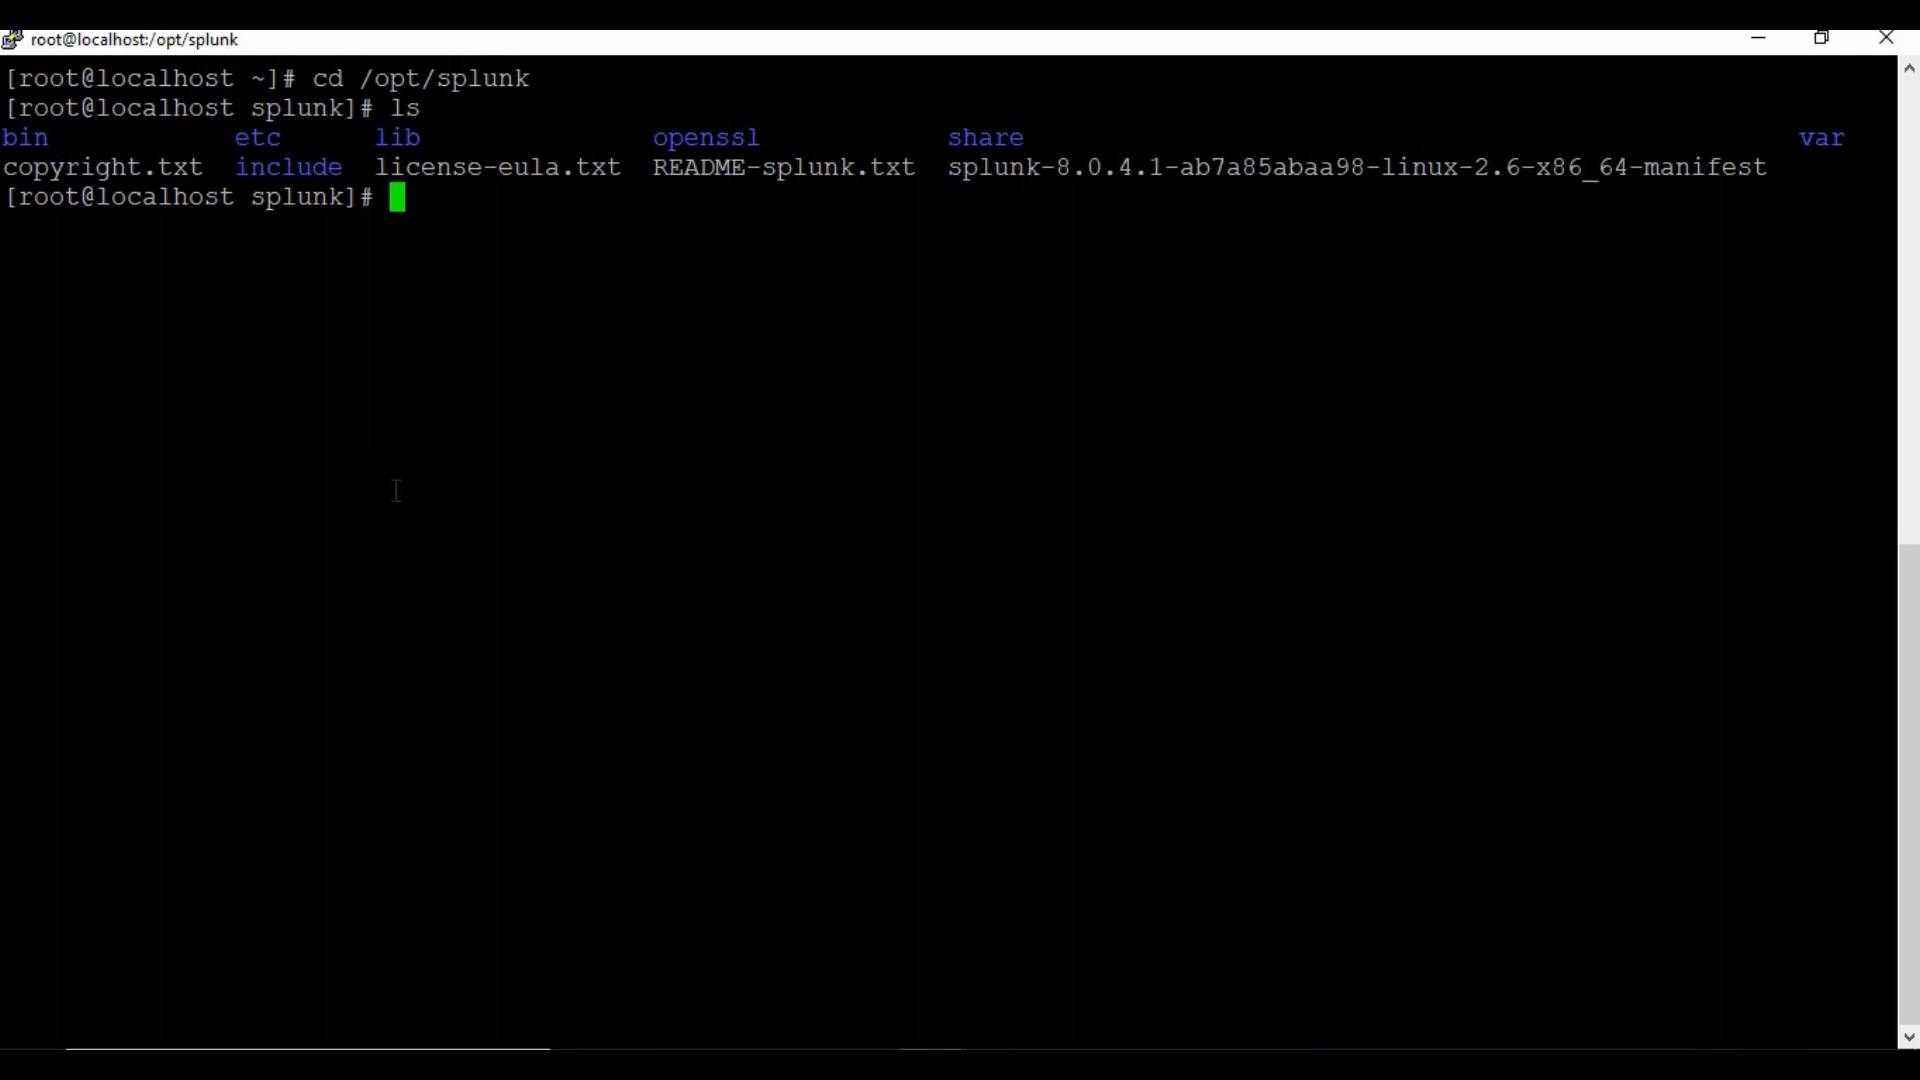 root@localhost:/opt/splunk
[root@localhost ~]# cd /opt/splunk
[root@localhost splunk]# ls
bin etc lib openssl share var
copyright.txt include license-eula.txt README-splunk.txt splunk-8.0.4.1-ab7a85abaa98-linux-2.6-x86_64-manifest
[root@localhost splunk]#